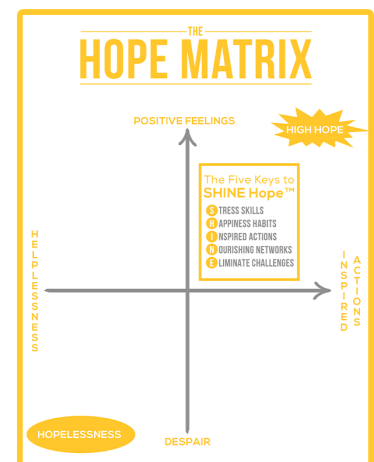 THE
HOPE MATRIX
POSITIVE FEELINGS
HIGH HOPE
The Five Keys to
SHINE Hope™
STRESS SKILLS
HAPPINESS HABITS
INSPIRED ACTIONS
NOURISHING NETWORKS
ELIMINATE CHALLENGES
HELPLESSNESS
INSPIRED
ACTIONS
HOPELESSNESS
DESPAIR